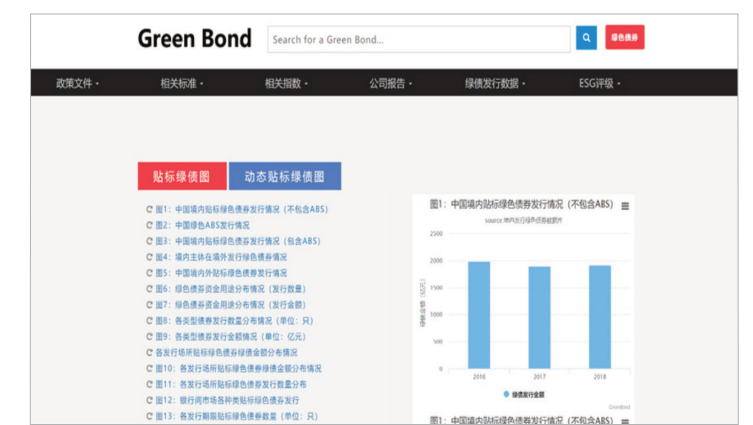 Green Bond
Search for a Green Bond...
绿色债券
政策文件
相关标准
相关指数
公司报告
绿债发行数据
ESG评级
贴标绿债图
动态贴标绿债图
图1：中国境内贴标绿色债券发行情况（不包含ABS）
图2：中国绿色ABS发行情况
图3：中国境内贴标绿色债券发行情况（包含ABS）
图4：境内主体在境外发行绿色债券情况
图5：中国境内外贴标绿色债券发行情况
图6：绿色债券资金用途分布情况（发行数量）
图7：绿色债券资金用途分布情况（发行金额）
图8：各类型债券发行数量分布情况（单位：只）
图9：各类型债券发行金额情况（单位：亿元）
各发行场所贴标绿色债券绿债金额分布情况
图10：各发行场所贴标绿色债券绿债金额分布情况
图11：各发行场所贴标绿色债券发行数量分布
图12：银行间市场各种类贴标绿色债券发行
图13：各发行期限贴标绿色债券数量（单位：只）
图1：中国境内贴标绿色债券发行情况（不包含ABS）
2500
2000
1500
1000
500
0
绿债金额（亿元）
2016
2017
2018
绿债发行金额
GreenBond
图1：中国境内贴标绿色债券发行情况（不包含ABS）